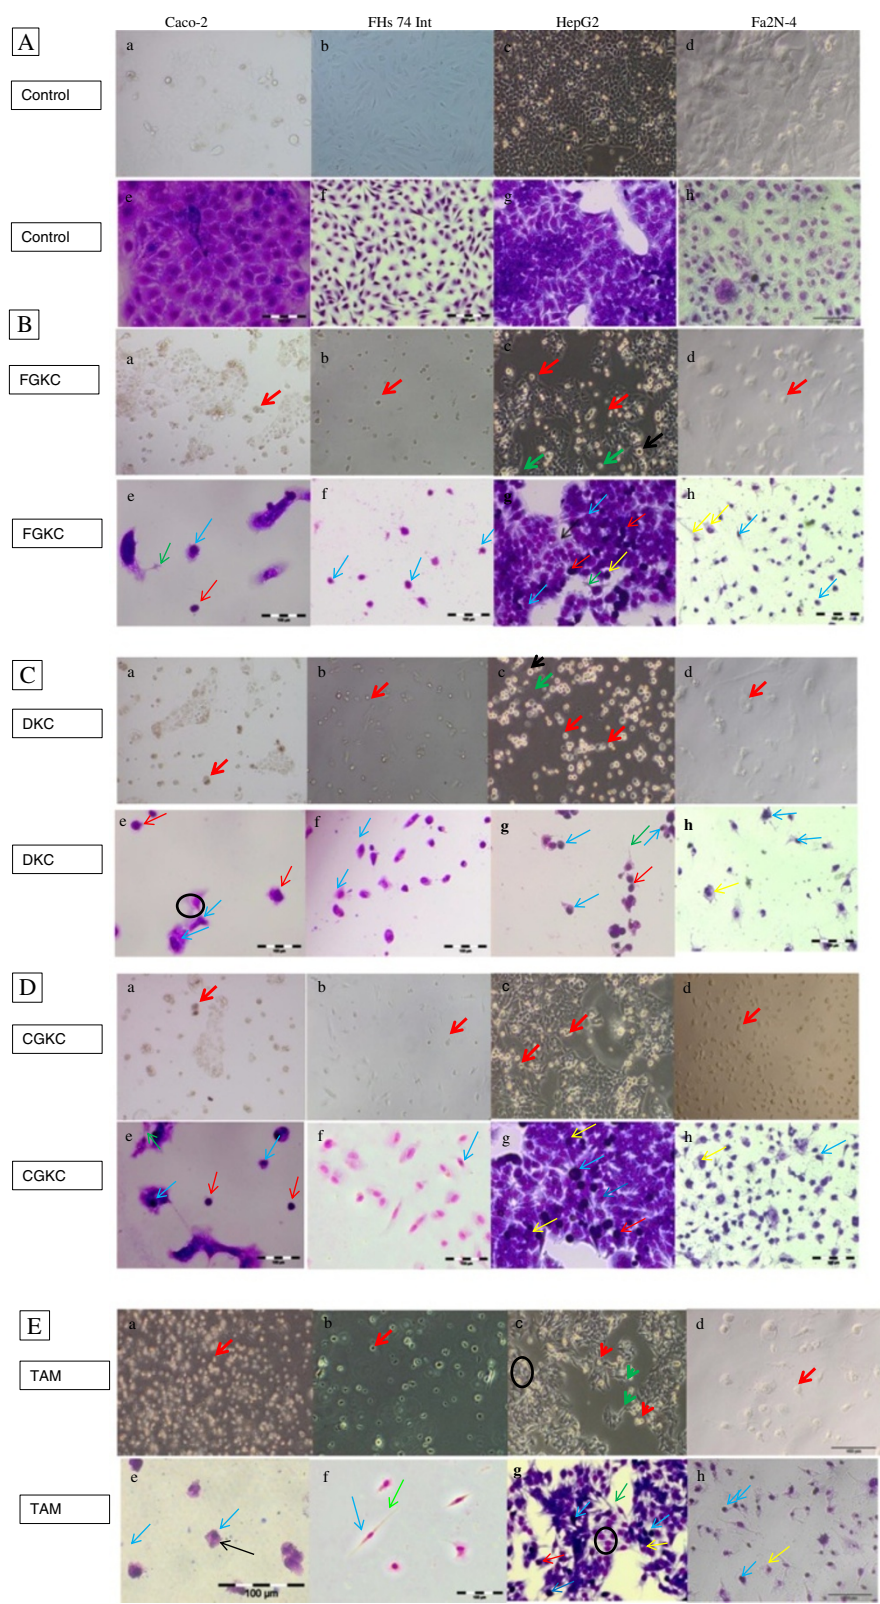 Caco-2 FHs 74 Int HepG2 Fa2N-4
A
a b c d
Control
e f g h
Control
B
a b c d
FGKC
e f g h
FGKC
C
a b c d
DKC
e f g h
DKC
D
a b c d
CGKC
e f g h
CGKC
E
a b c d
TAM
e f g h
TAM
100 µm